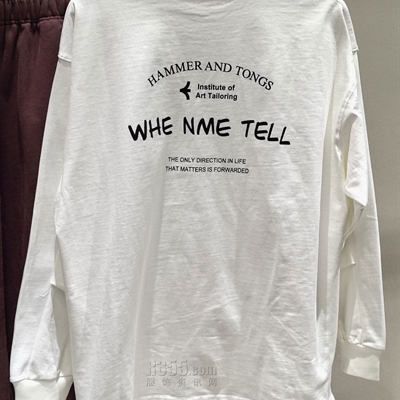 HAMMER AND TONGS
Institute of
Art Tailoring
WHE NME TELL
THE ONLY DIRECTION IN LIFE
THAT MATTERS IS FORWARDED